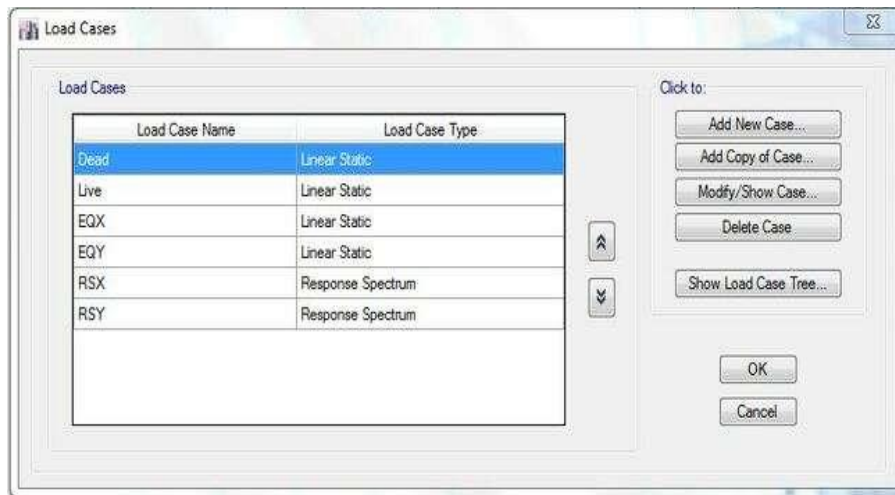 Load Cases
Load Cases
Click to:
Load Case Name Load Case Type
Dead Linear Static
Live Linear Static
EQX Linear Static
EQY Linear Static
RSX Response Spectrum
RSY Response Spectrum
Add New Case...
Add Copy of Case...
Modify/Show Case...
Delete Case
Show Load Case Tree...
OK
Cancel